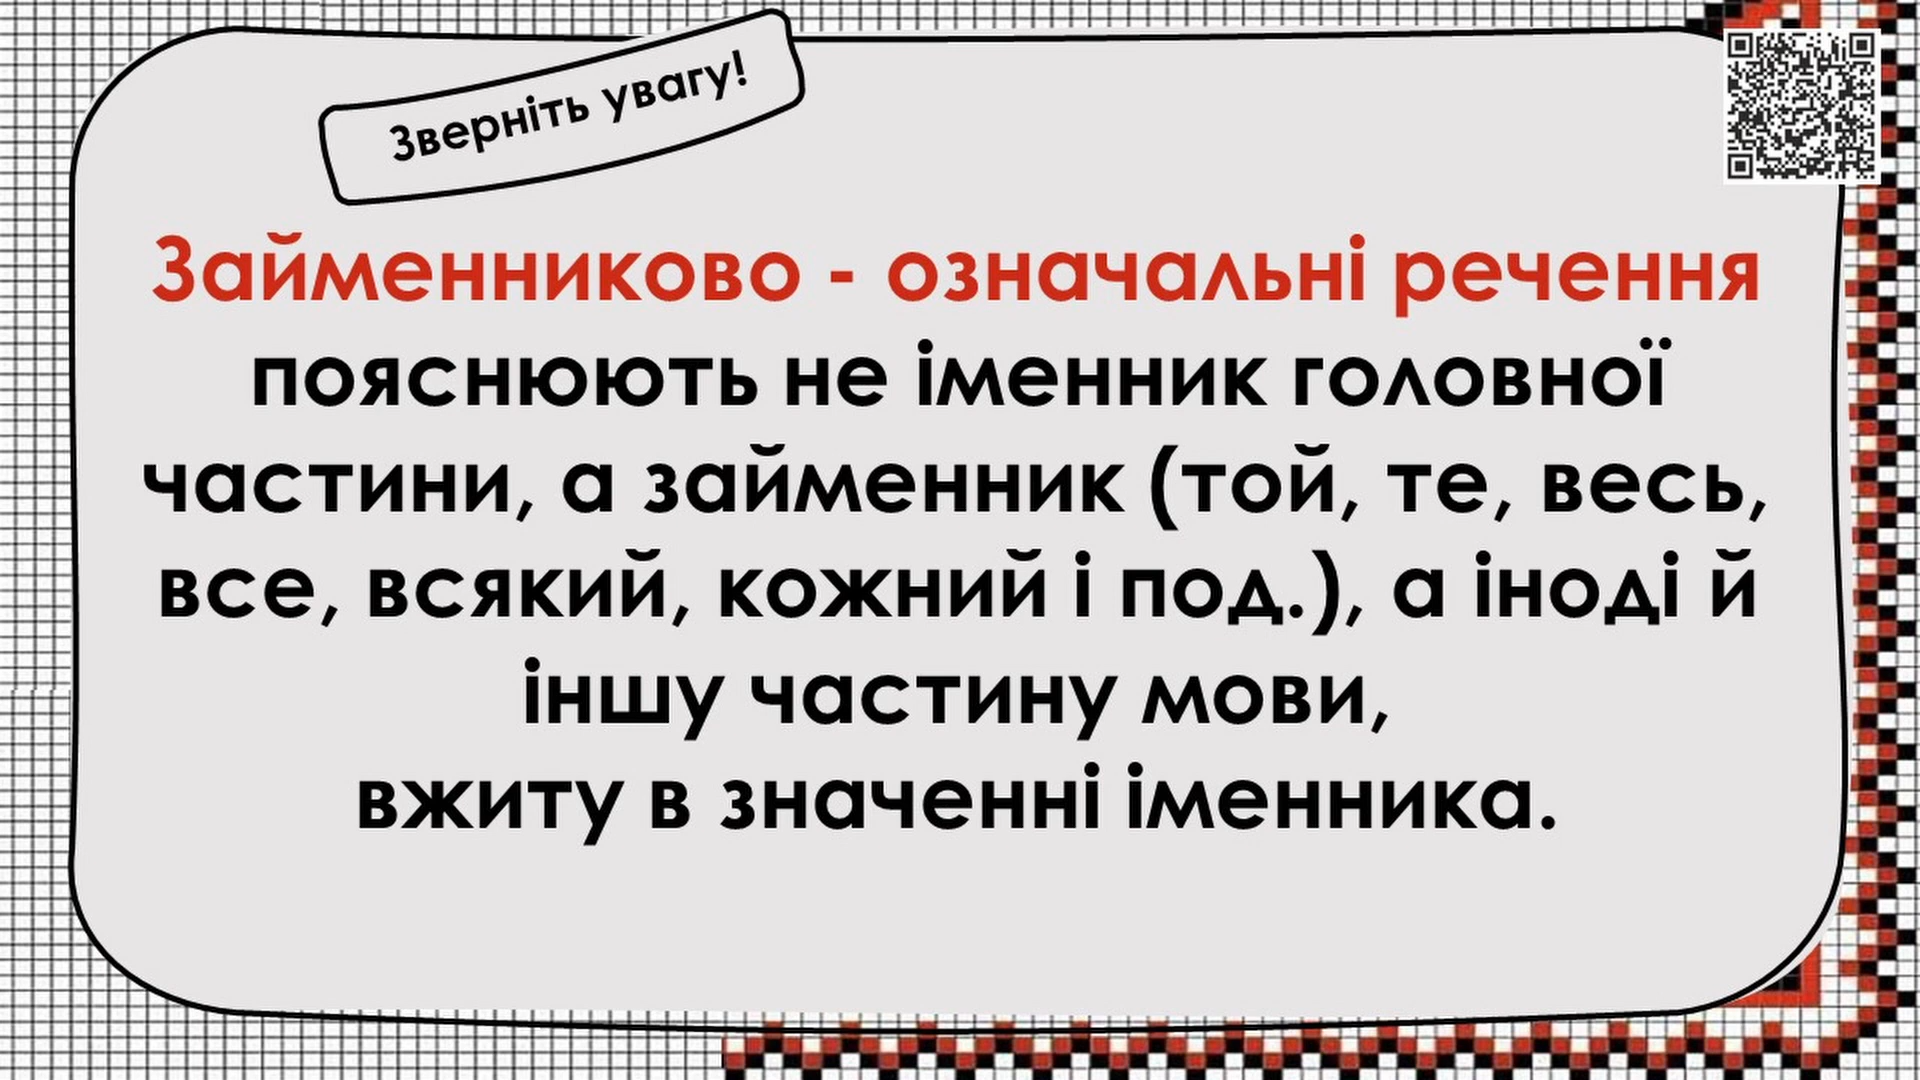 Зверніть увагу!
Займенниково - означальні речення
пояснюють не іменник головної
частини, а займенник (той, те, весь,
все, всякий, кожний і под.), а іноді й
іншу частину мови,
вжиту в значенні іменника.